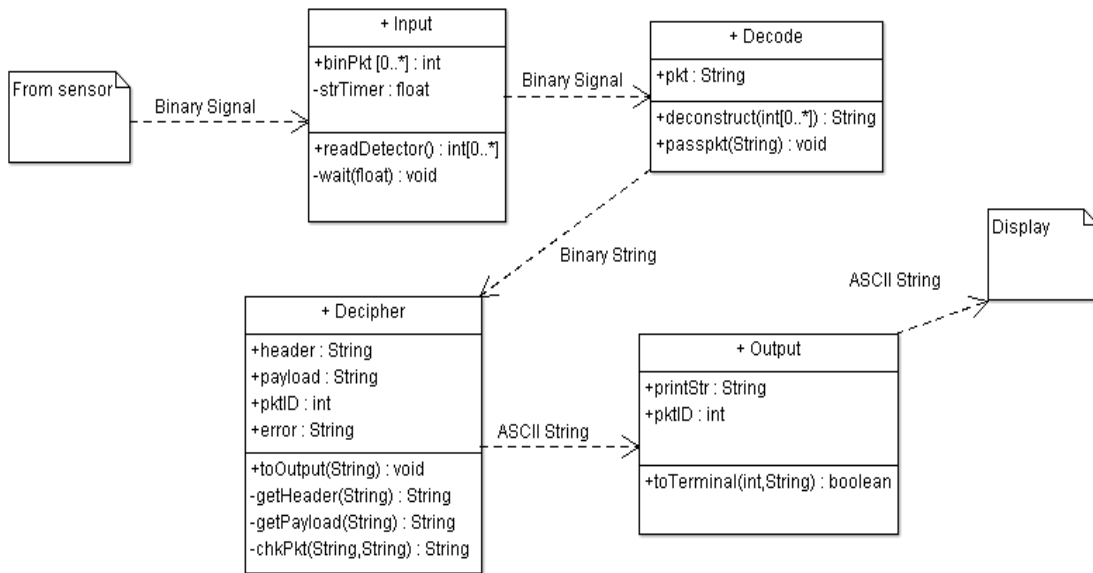 From sensor
Binary Signal
+ Input
+binPkt [0..*] : int
-strTimer : float
+readDetector() : int[0..*]
-wait(float) : void
Binary Signal
+ Decode
+pkt : String
+deconstruct(int[0..*]) : String
+passpkt(String) : void
Binary String
+ Decipher
+header : String
+payload : String
+pktID : int
+error : String
+toOutput(String) : void
-getHeader(String) : String
-getPayload(String) : String
-chkPkt(String,String) : String
ASCII String
+ Output
+printStr : String
+pktID : int
+toTerminal(int,String) : boolean
ASCII String
Display